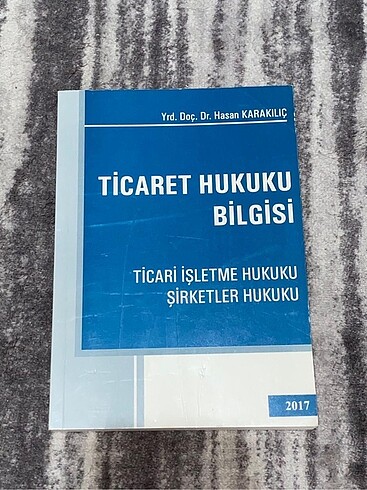 Yrd. Doç. Dr. Hasan KARAKILIÇ
TİCARET HUKUKU
BİLGİSİ
TİCARİ İŞLETME HUKUKU
ŞİRKETLER HUKUKU
2017